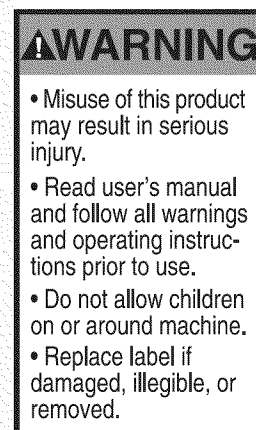 WARNING
• Misuse of this product
may result in serious
injury.
• Read user's manual
and follow all warnings
and operating instruc-
tions prior to use.
• Do not allow children
on or around machine.
• Replace label if
damaged, illegible, or
removed.